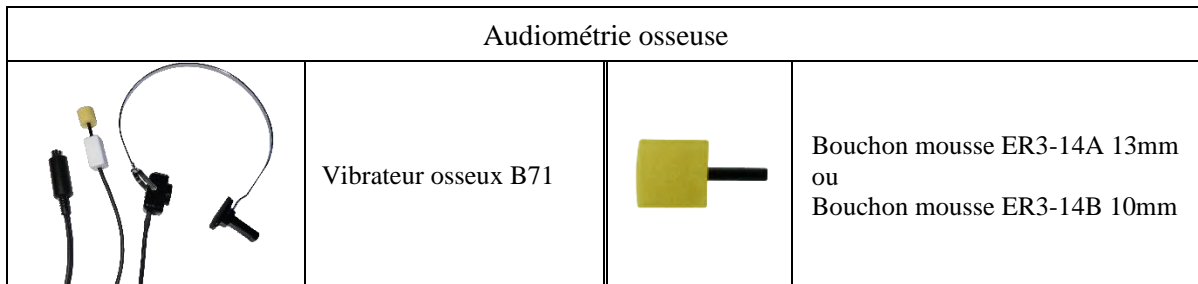 Audiométrie osseuse
Vibrateur osseux B71
Bouchon mousse ER3-14A 13mm
ou
Bouchon mousse ER3-14B 10mm